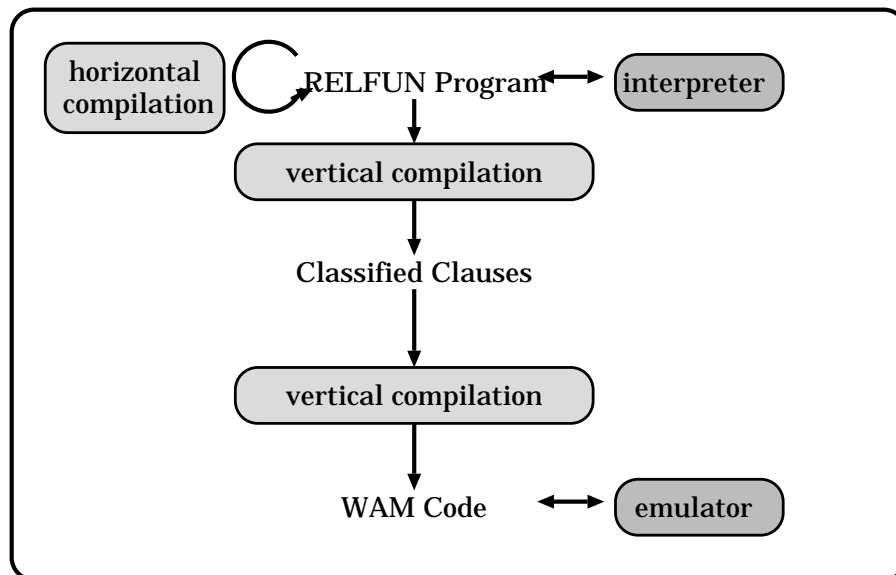 horizontal
compilation
RELFUN Program
interpreter
vertical compilation
Classified Clauses
vertical compilation
WAM Code
emulator